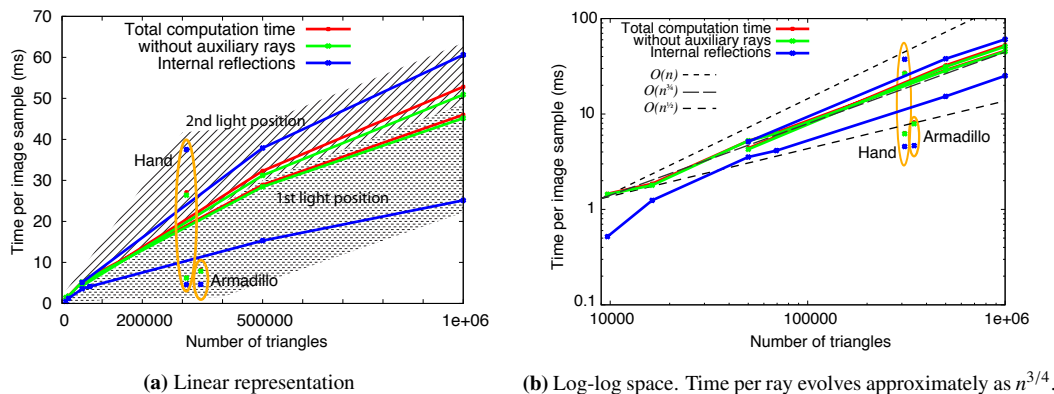 70
60
50
40
30
20
10
0
Time per image sample (ms)
Total computation time
without auxiliary rays
Internal reflections
2nd light position
Hand
1st light position
Armadillo
0
200000
500000
1e+06
Number of triangles
(a) Linear representation
100
10
1
0.1
Time per image sample (ms)
Total computation time
without auxiliary rays
Internal reflections
O(n)
O(n¾)
O(n½)
Armadillo
Hand
10000
100000
1e+06
Number of triangles
(b) Log-log space. Time per ray evolves approximately as n^{3/4}.